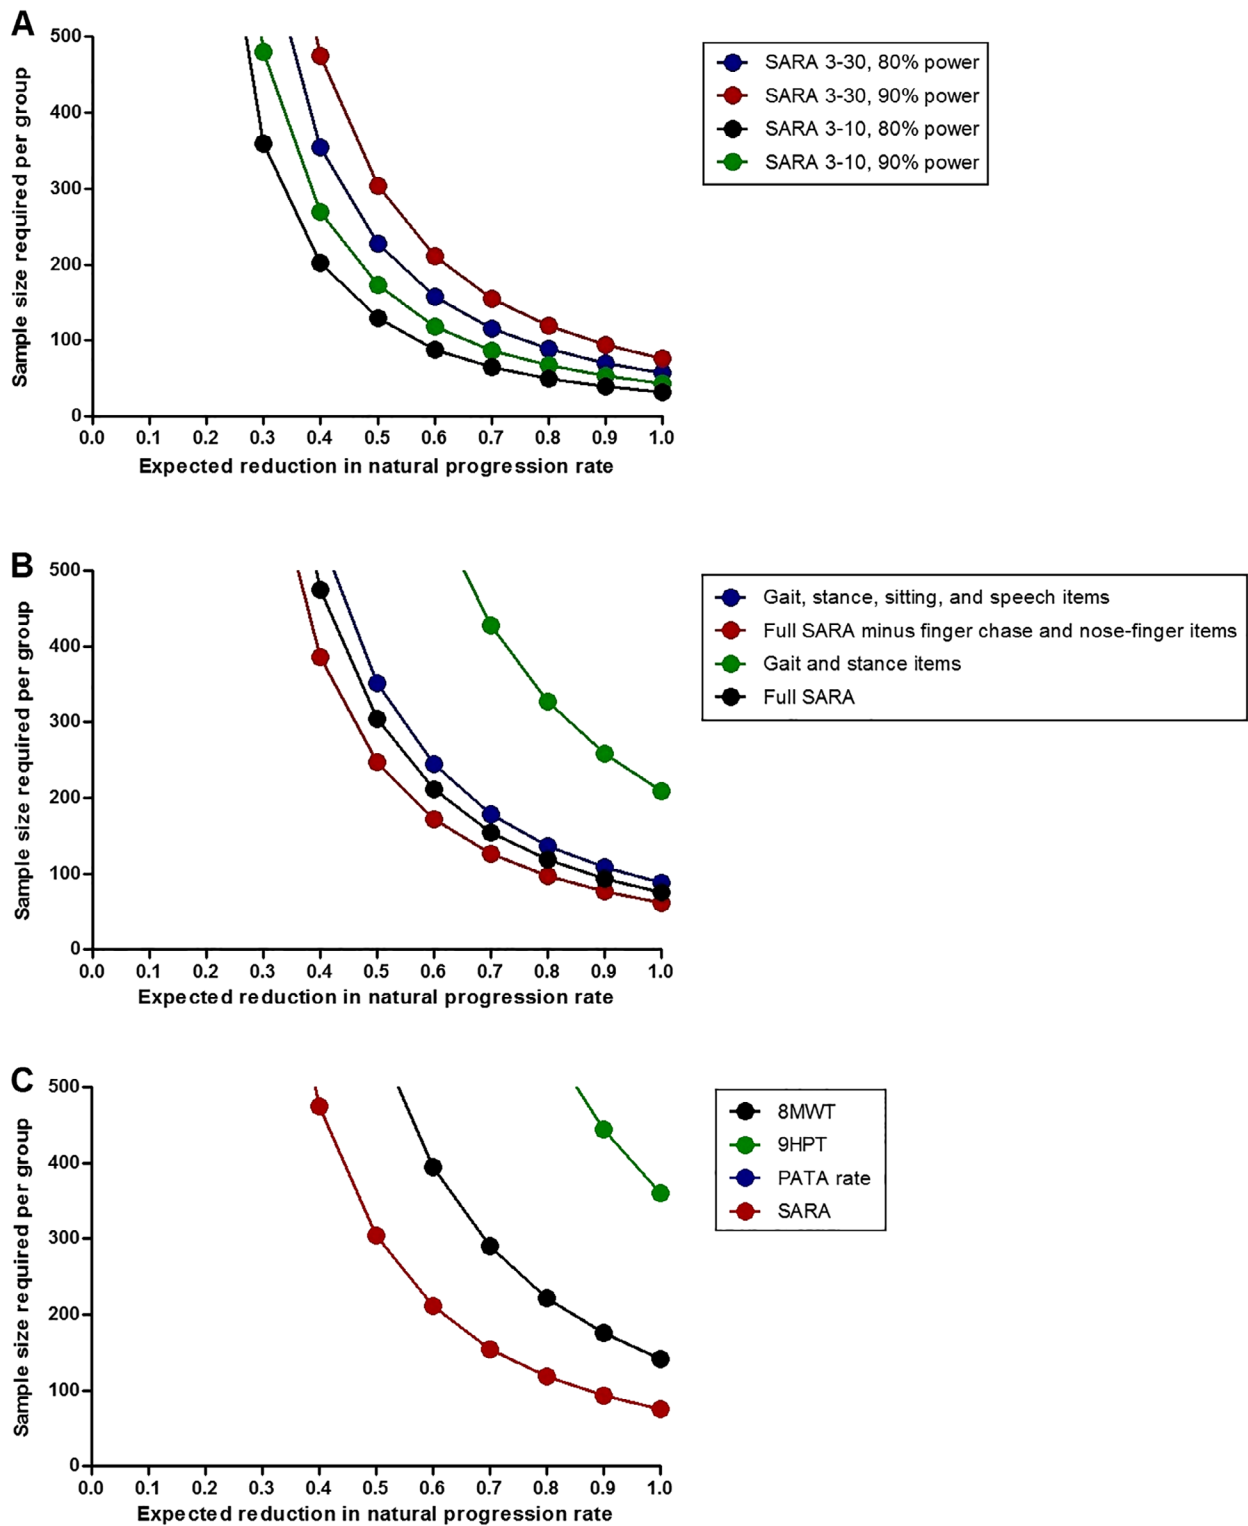 A
Sample size required per group
500
400
300
200
100
0
0.0 0.1 0.2 0.3 0.4 0.5 0.6 0.7 0.8 0.9 1.0
Expected reduction in natural progression rate
SARA 3-30, 80% power
SARA 3-30, 90% power
SARA 3-10, 80% power
SARA 3-10, 90% power
B
Sample size required per group
500
400
300
200
100
0
0.0 0.1 0.2 0.3 0.4 0.5 0.6 0.7 0.8 0.9 1.0
Expected reduction in natural progression rate
Gait, stance, sitting, and speech items
Full SARA minus finger chase and nose-finger items
Gait and stance items
Full SARA
C
Sample size required per group
500
400
300
200
100
0
0.0 0.1 0.2 0.3 0.4 0.5 0.6 0.7 0.8 0.9 1.0
Expected reduction in natural progression rate
8MWT
9HPT
PATA rate
SARA